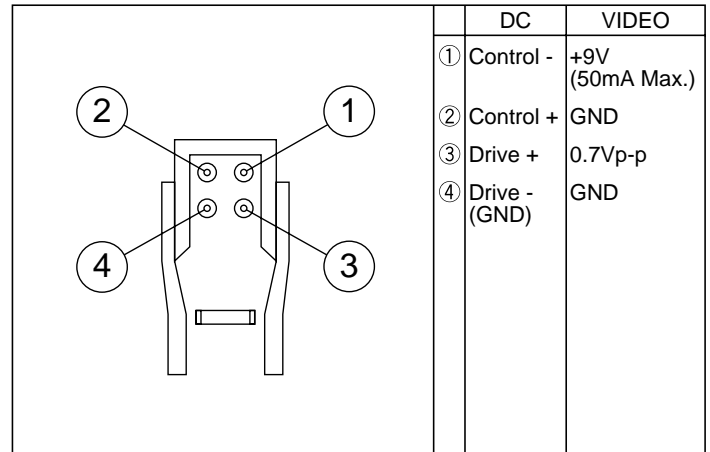 DC VIDEO
① Control - +9V
(50mA Max.)
② Control + GND
③ Drive + 0.7Vp-p
④ Drive - GND
(GND)
2 1
4 3